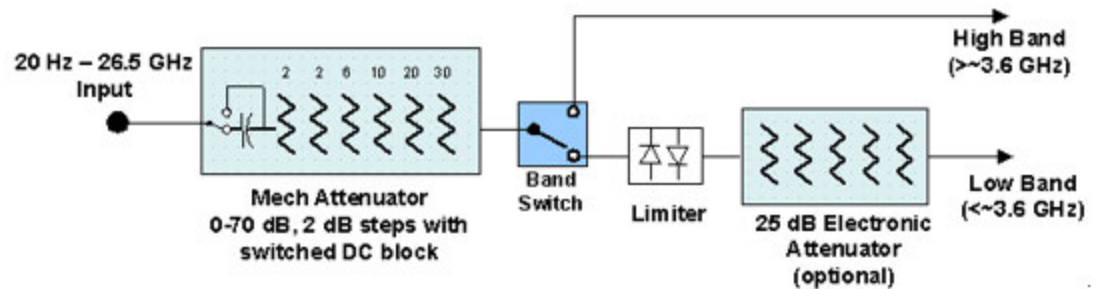 20 Hz – 26.5 GHz
Input
2 2 6 10 20 30
Mech Attenuator
0-70 dB, 2 dB steps with
switched DC block
Band
Switch
Limiter
25 dB Electronic
Attenuator
(optional)
High Band
(>~3.6 GHz)
Low Band
(<~3.6 GHz)